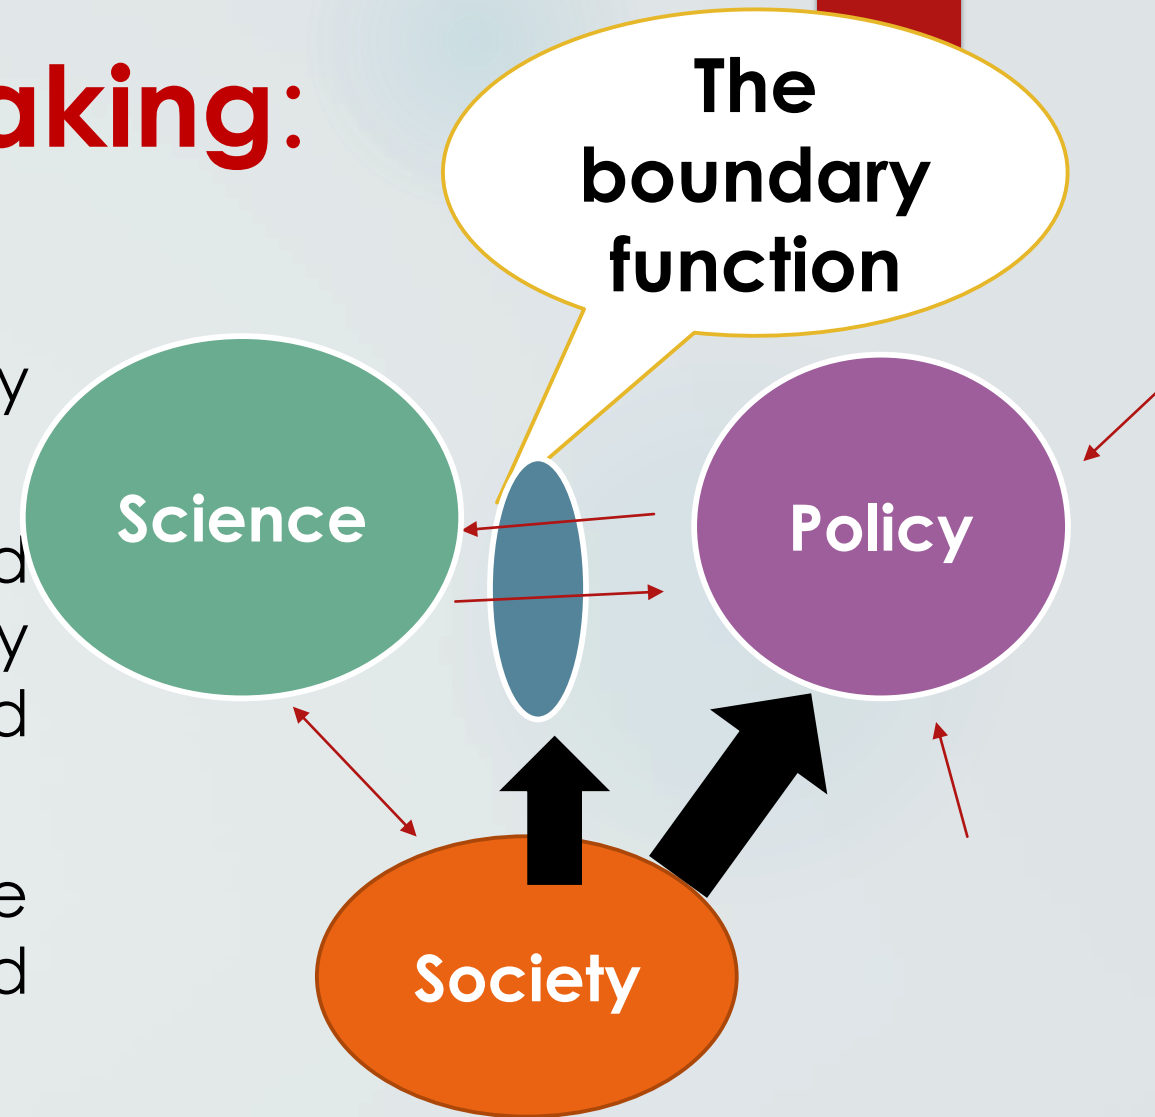 aking:
The
boundary
function
y
Science
Policy
d
y
d
e
Society
d